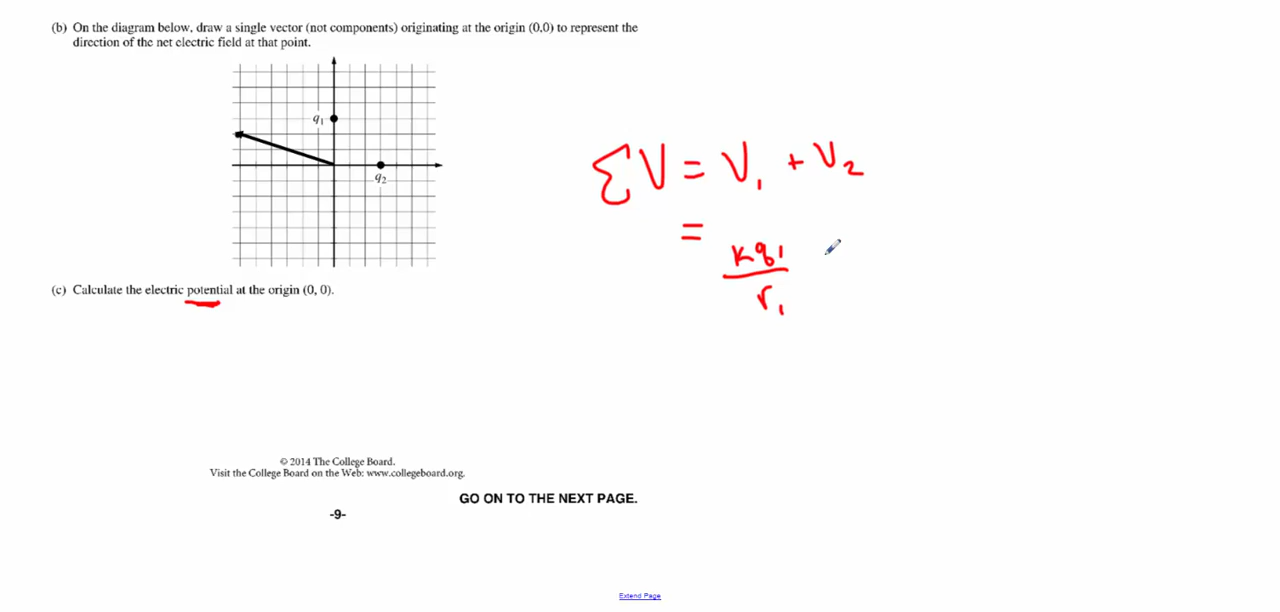 (b) On the diagram below, draw a single vector (not components) originating at the origin (0,0) to represent the
direction of the net electric field at that point.
q₁
q₂
ΣV = V₁ + V₂
= kq₁/r₁
(c) Calculate the electric potential at the origin (0, 0).
© 2014 The College Board.
Visit the College Board on the Web: www.collegeboard.org.
GO ON TO THE NEXT PAGE.
-9-
Extend Page